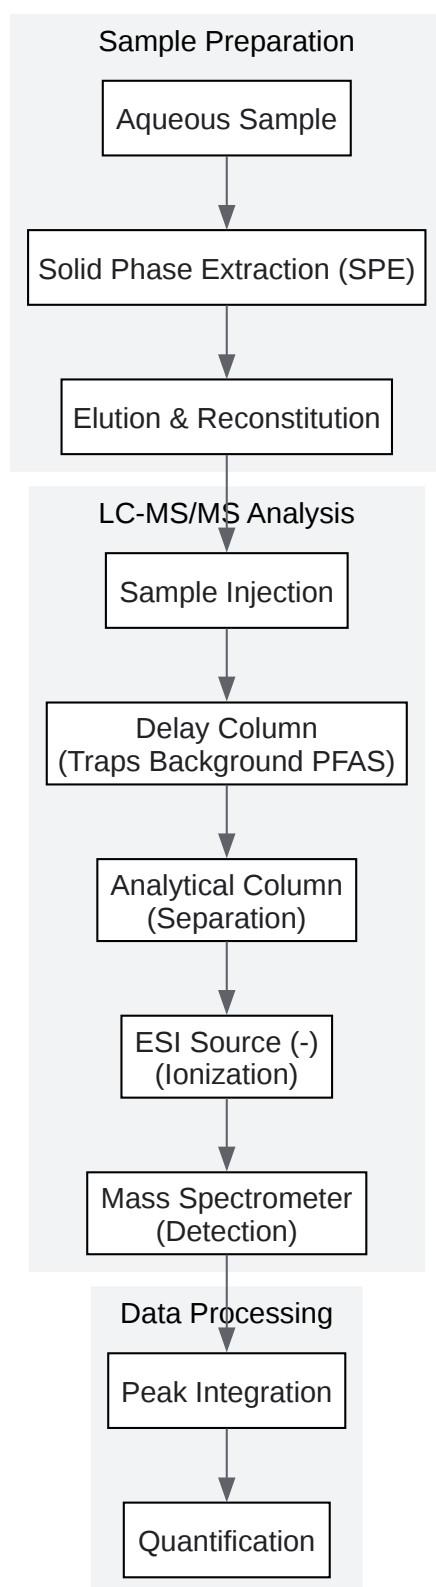 Sample Preparation
Aqueous Sample
Solid Phase Extraction (SPE)
Elution & Reconstitution
LC-MS/MS Analysis
Sample Injection
Delay Column
(Traps Background PFAS)
Analytical Column
(Separation)
ESI Source (-)
(Ionization)
Mass Spectrometer
(Detection)
Data Processing
Peak Integration
Quantification